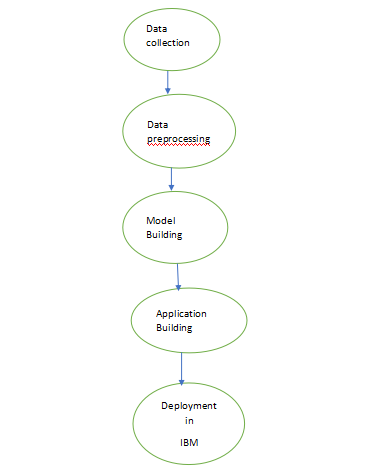 Data
collection
Data
preprocessing
Model
Building
Application
Building
Deployment
in
IBM